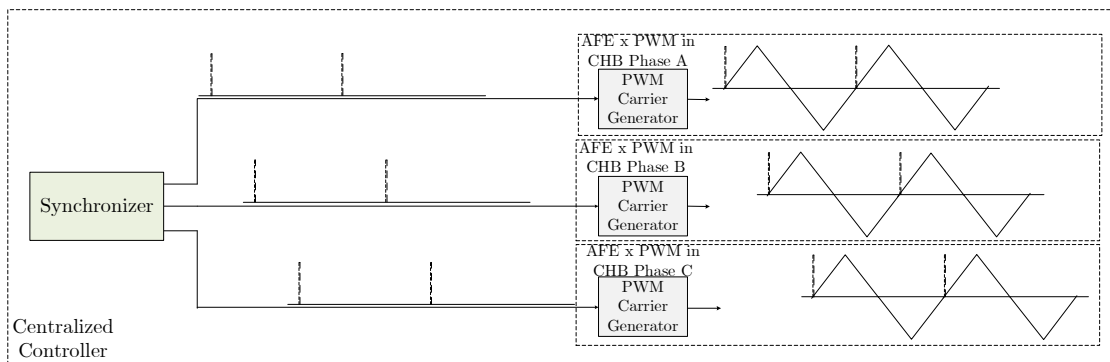 AFE x PWM in
CHB Phase A
PWM
Carrier
Generator
AFE x PWM in
CHB Phase B
PWM
Carrier
Generator
Synchronizer
AFE x PWM in
CHB Phase C
PWM
Carrier
Generator
Centralized
Controller